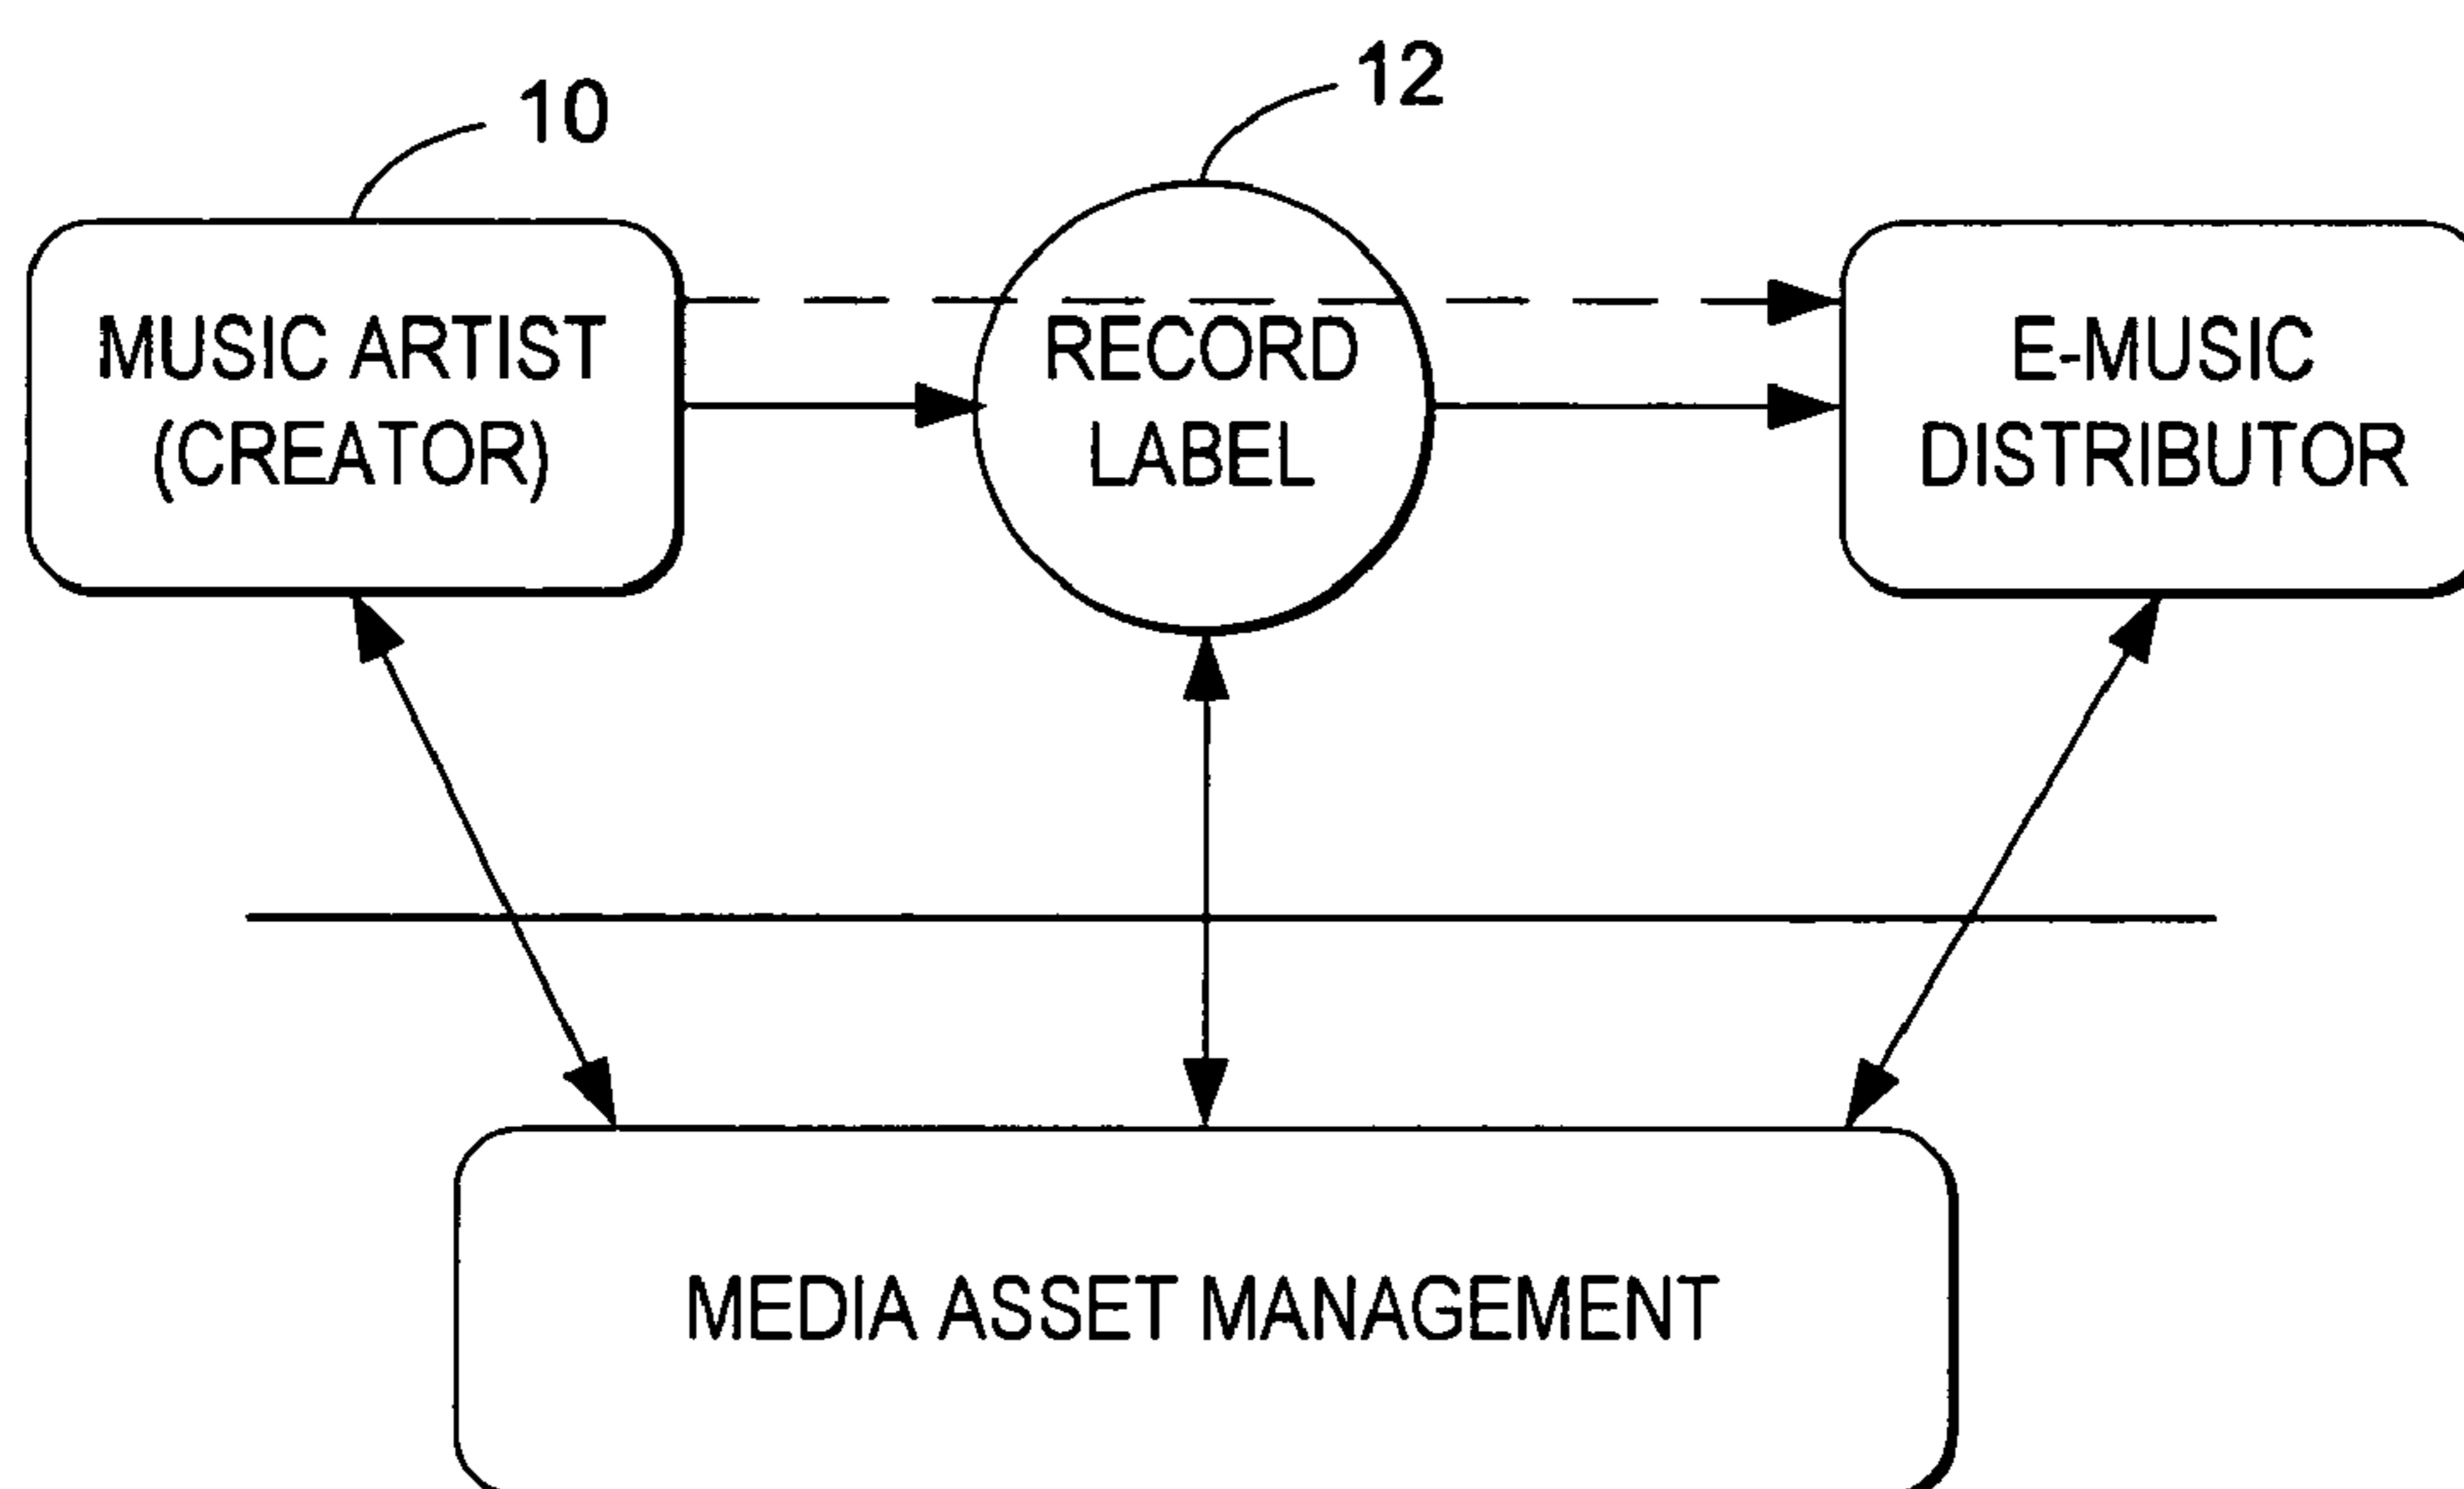 10
12
MUSIC ARTIST
(CREATOR)
RECORD
LABEL
E-MUSIC
DISTRIBUTOR
MEDIA ASSET MANAGEMENT